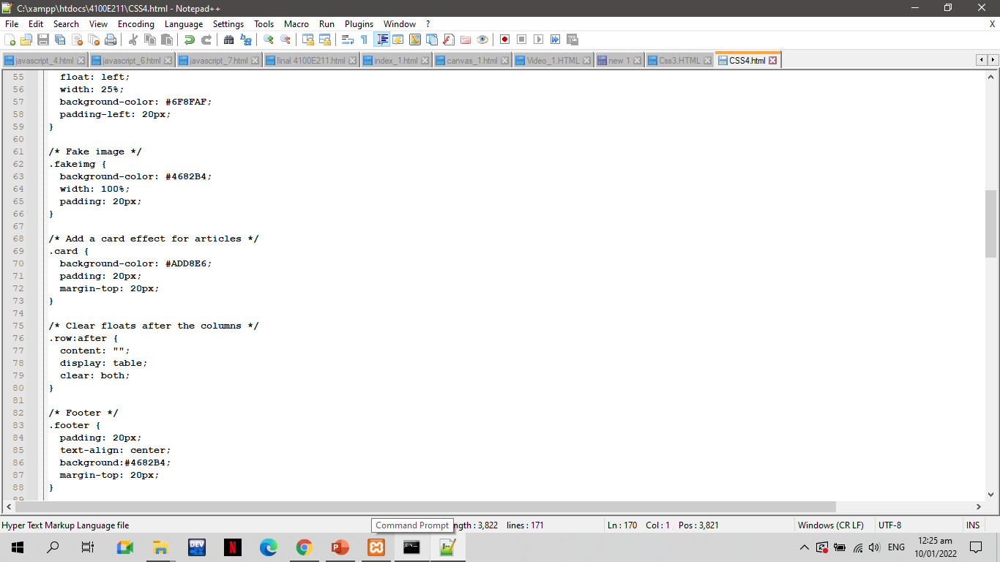 C:\xampp\htdocs\4100E211\CSS4.html - Notepad++
File Edit Search View Encoding Language Settings Tools Macro Run Plugins Window ? X
javascript_4.html javascript_6.html javascript_7.html final 4100E211.html index_1.html canvas_1.html Video_1.HTML new 1 Css3.HTML CSS4.html
55 float: left;
56 width: 25%;
57 background-color: #6F8FAF;
58 padding-left: 20px;
59 }
60
61 /* Fake image */
62 .fakeimg {
63 background-color: #4682B4;
64 width: 100%;
65 padding: 20px;
66 }
67
68 /* Add a card effect for articles */
69 .card {
70 background-color: #ADD8E6;
71 padding: 20px;
72 margin-top: 20px;
73 }
74
75 /* Clear floats after the columns */
76 .row:after {
77 content: "";
78 display: table;
79 clear: both;
80 }
81
82 /* Footer */
83 .footer {
84 padding: 20px;
85 text-align: center;
86 background:#4682B4;
87 margin-top: 20px;
88 }
89
Hyper Text Markup Language file Command Prompt ngth : 3,822 lines : 171 Ln : 170 Col : 1 Pos : 3,821 Windows (CR LF) UTF-8 INS
DEV C++ N P ENG 12:25 am
10/01/2022